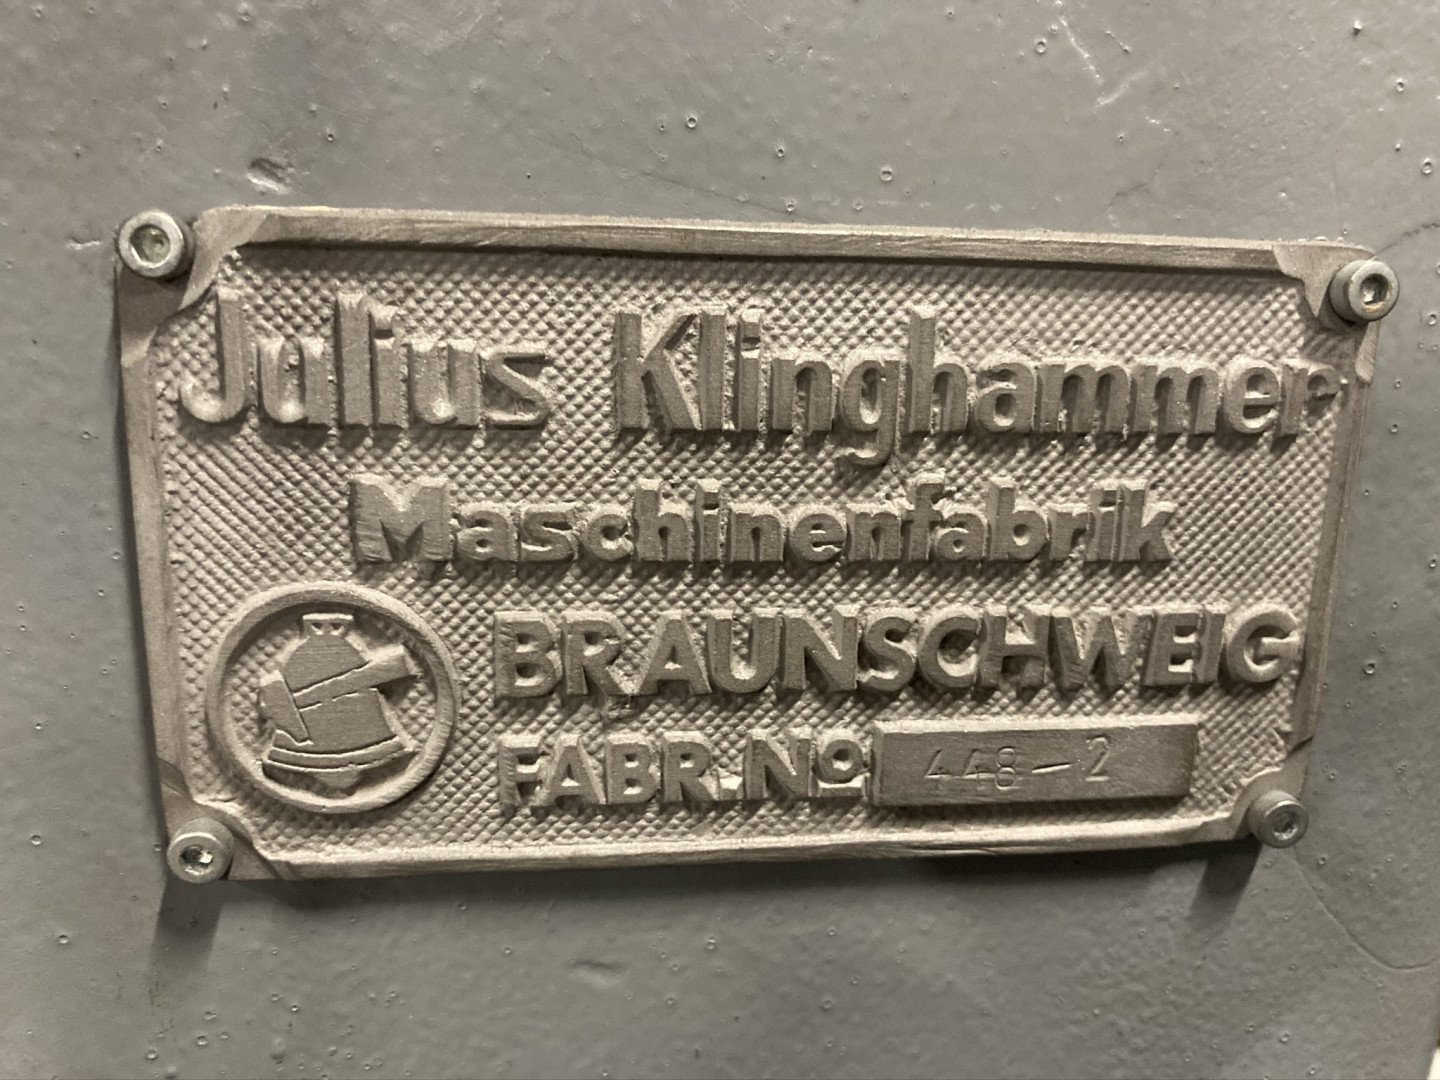 Julius Klinghammer
Maschinenfabrik
BRAUNSCHWEIG
FABR.Nº 448-2